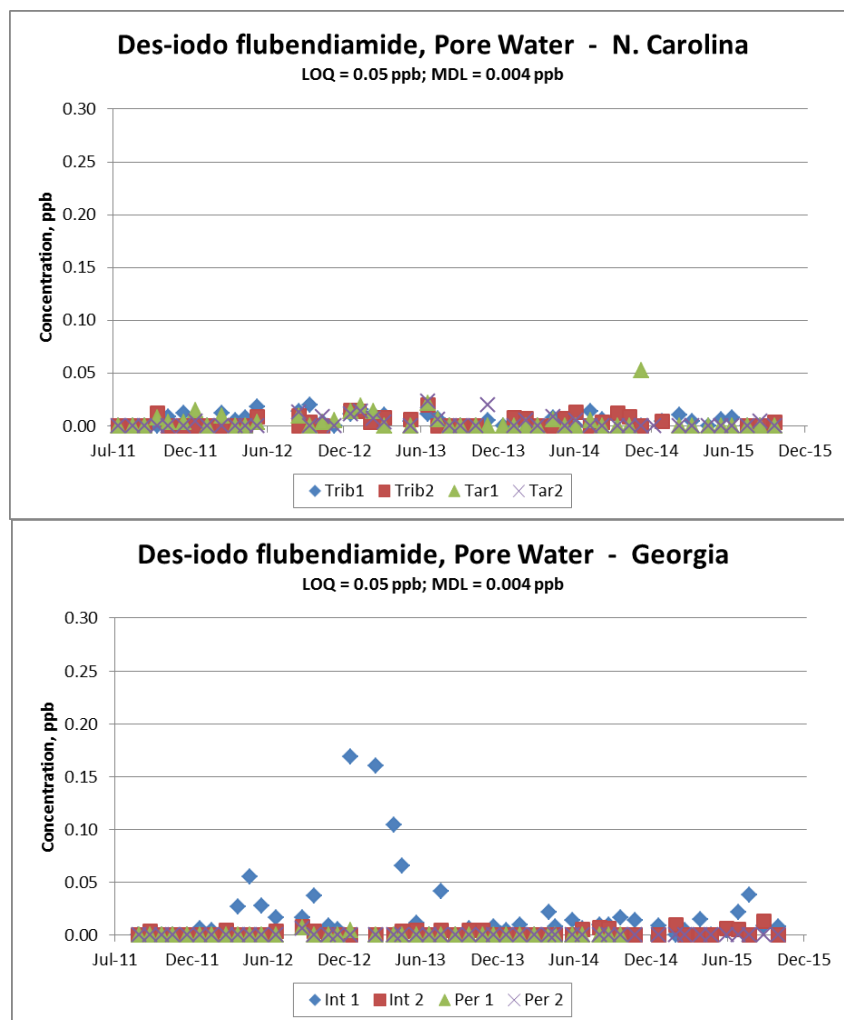 Des-iodo flubendiamide, Pore Water - N. Carolina
LOQ = 0.05 ppb; MDL = 0.004 ppb
Concentration, ppb
0.30
0.25
0.20
0.15
0.10
0.05
0.00
Jul-11 Dec-11 Jun-12 Dec-12 Jun-13 Dec-13 Jun-14 Dec-14 Jun-15 Dec-15
Trib1 Trib2 Tar1 Tar2
Des-iodo flubendiamide, Pore Water - Georgia
LOQ = 0.05 ppb; MDL = 0.004 ppb
Concentration, ppb
0.30
0.25
0.20
0.15
0.10
0.05
0.00
Jul-11 Dec-11 Jun-12 Dec-12 Jun-13 Dec-13 Jun-14 Dec-14 Jun-15 Dec-15
Int 1 Int 2 Per 1 Per 2